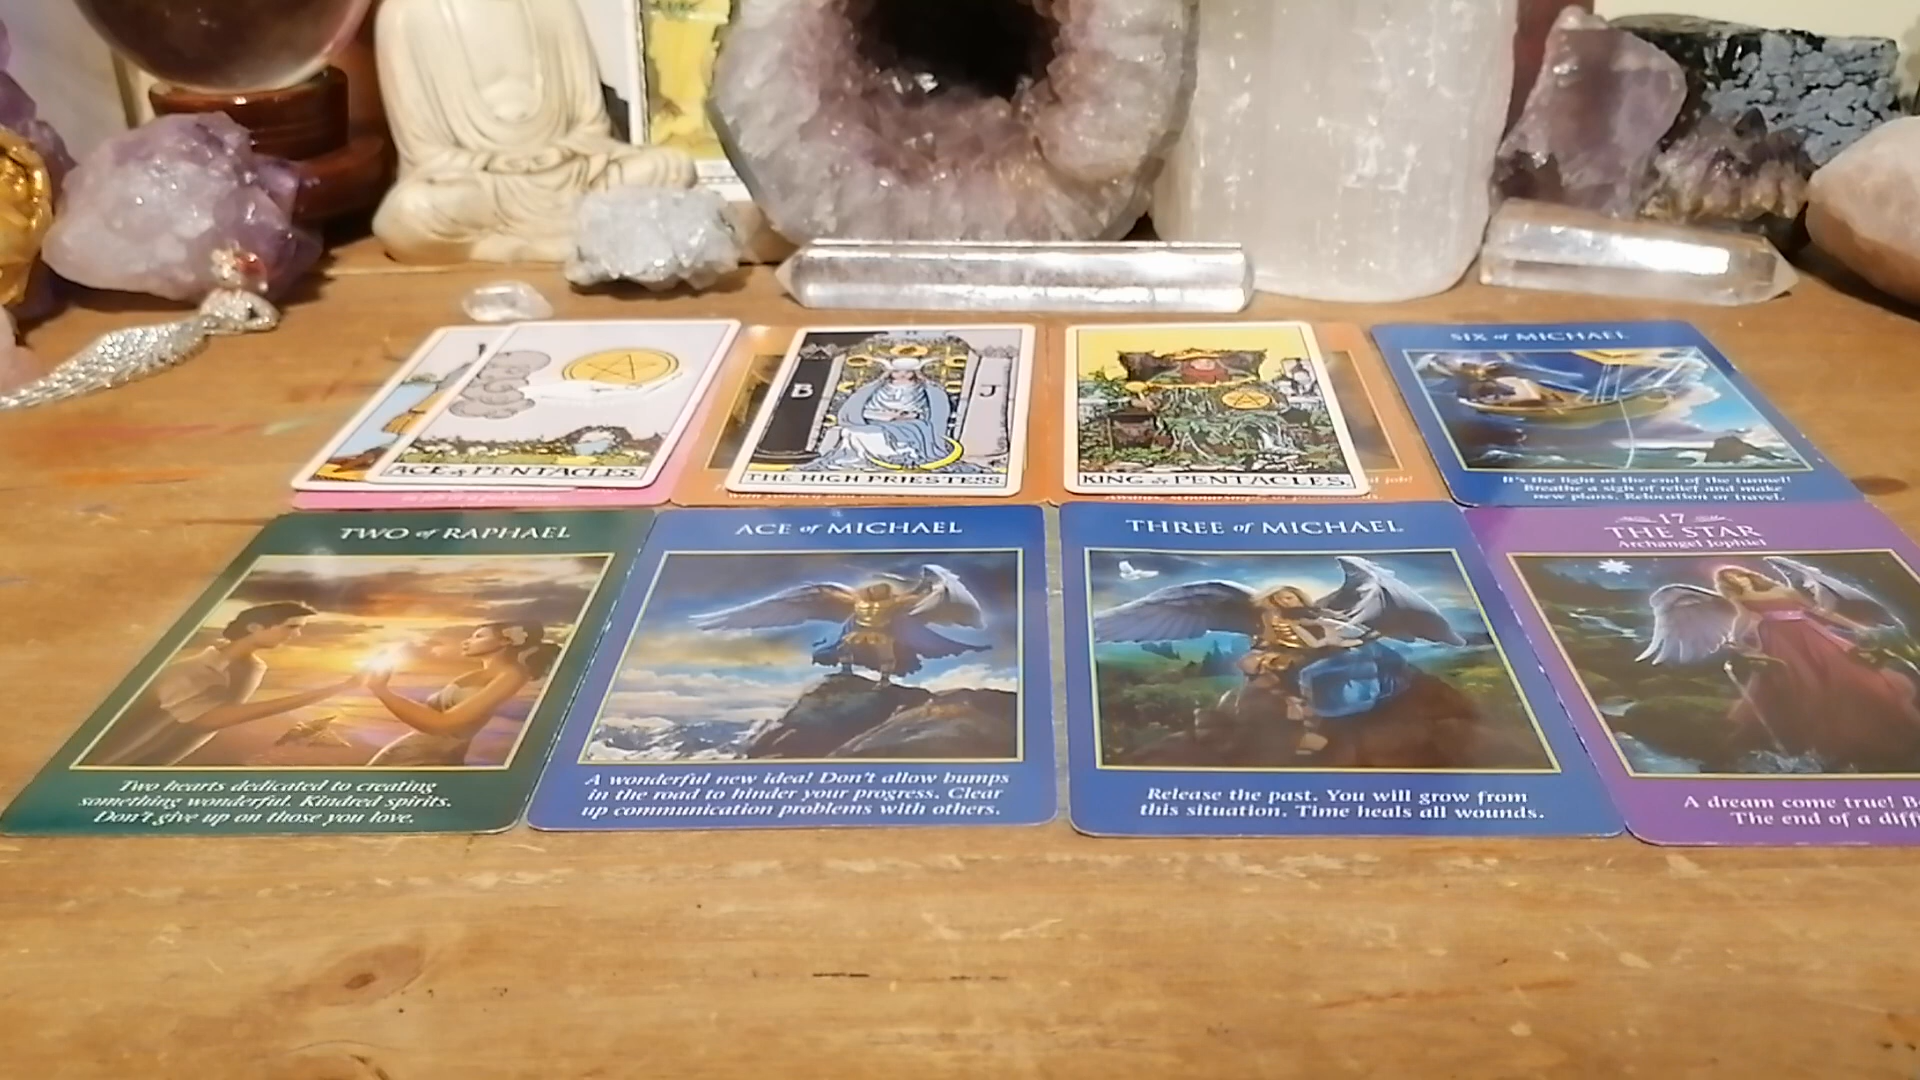 SIX of MICHAEL
B
J
ACE of PENTACLES.
THE HIGH PRIESTESS
KING of PENTACLES.
It's the light at the end of the tunnel!
Breathe a sigh of relief and make
new plans. Relocation or travel.
TWO of RAPHAEL
ACE of MICHAEL
THREE of MICHAEL
17
THE STAR
Archangel Jophiel
Two hearts dedicated to creating
something wonderful. Kindred spirits.
Don't give up on those you love.
A wonderful new idea! Don't allow bumps
in the road to hinder your progress. Clear
up communication problems with others.
Release the past. You will grow from
this situation. Time heals all wounds.
A dream come true! B
The end of a diff